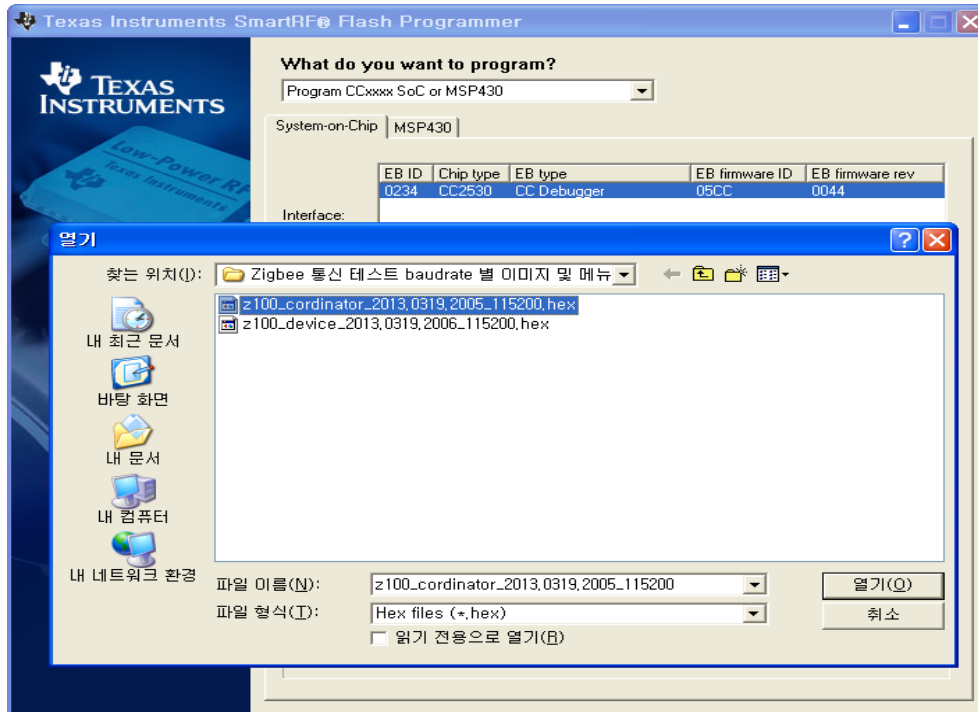 Texas Instruments SmartRF® Flash Programmer
TEXAS
INSTRUMENTS
Low-Power RF
Texas Instruments
What do you want to program?
Program CCxxxx SoC or MSP430
System-on-Chip MSP430
EB ID Chip type EB type EB firmware ID EB firmware rev
0234 CC2530 CC Debugger 05CC 0044
Interface:
열기
찾는 위치(I): Zigbee 통신 테스트 baudrate 별 이미지 및 메뉴
z100_cordinator_2013,0319,2005_115200,hex
z100_device_2013,0319,2006_115200,hex
내 최근 문서
바탕 화면
내 문서
내 컴퓨터
내 네트워크 환경
파일 이름(N): z100_cordinator_2013,0319,2005_115200 열기(O)
파일 형식(T): Hex files (*,hex) 취소
읽기 전용으로 열기(R)